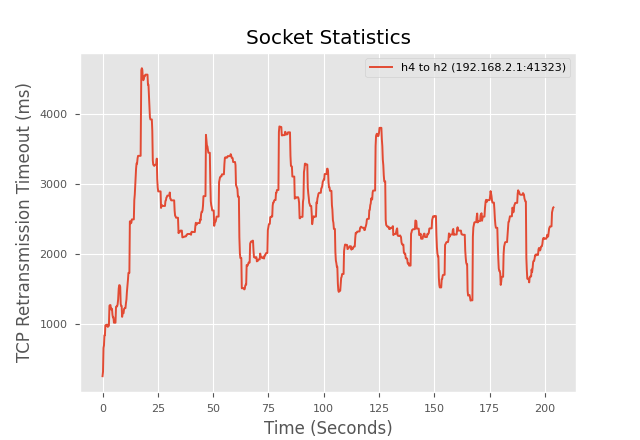 Socket Statistics
h4 to h2 (192.168.2.1:41323)
TCP Retransmission Timeout (ms)
4000
3000
2000
1000
0 25 50 75 100 125 150 175 200
Time (Seconds)